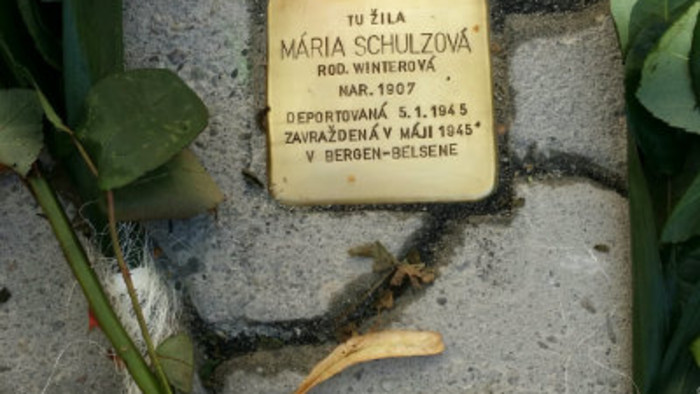 TU ŽILA
MÁRIA SCHULZOVÁ
ROD. WINTEROVÁ
NAR. 1907
DEPORTOVANÁ 5.1.1945
ZAVRAŽDENÁ V MÁJI 1945
V BERGEN-BELSENE